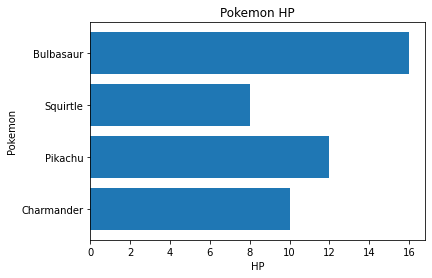 Pokemon HP
Pokemon
Bulbasaur
Squirtle
Pikachu
Charmander
0 2 4 6 8 10 12 14 16
HP